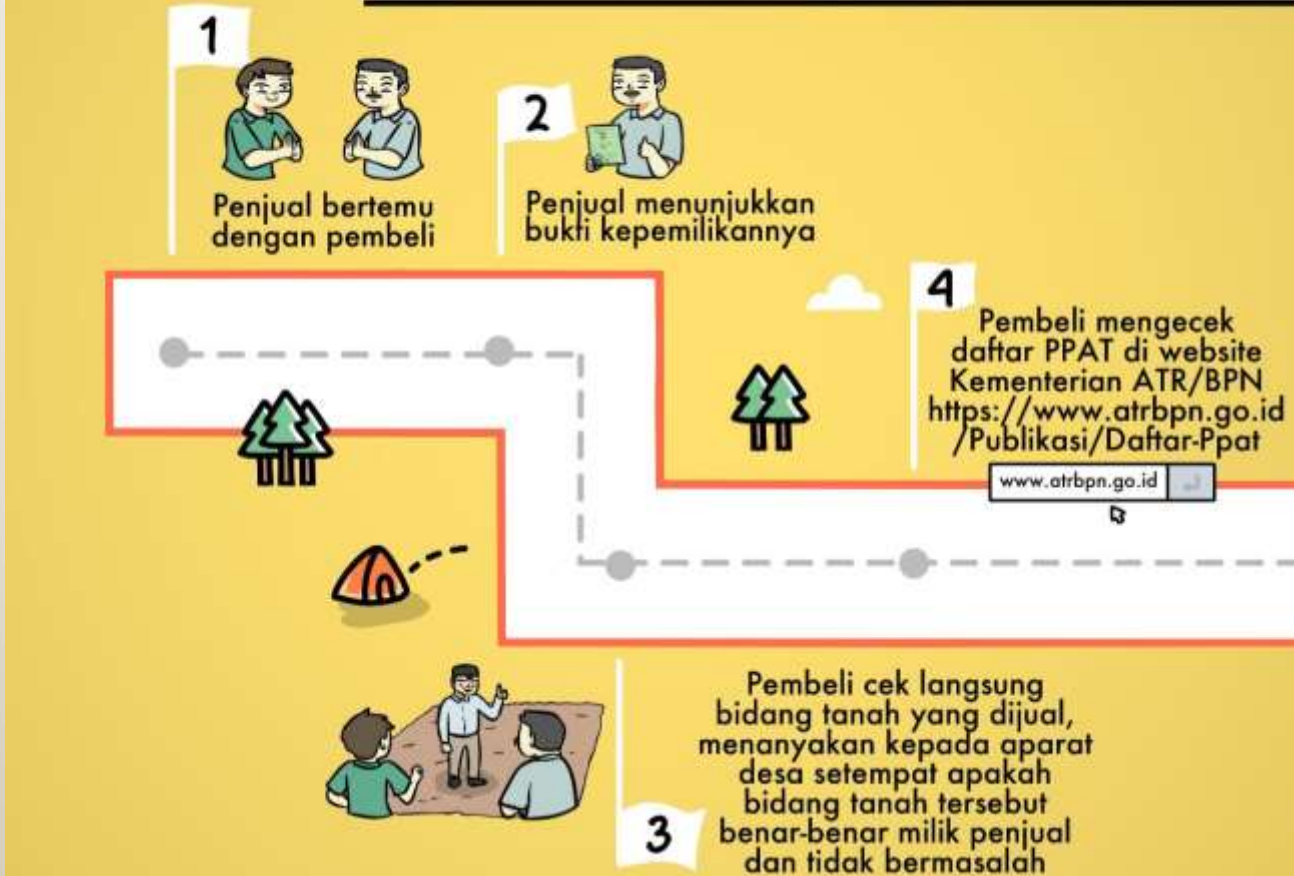 1
Penjual bertemu
dengan pembeli
2
Penjual menunjukkan
bukti kepemilikannya
4
Pembeli mengecek
daftar PPAT di website
Kementerian ATR/BPN
https://www.atrbpn.go.id
/Publikasi/Daftar-Ppat
www.atrbpn.go.id
3
Pembeli cek langsung
bidang tanah yang dijual,
menanyakan kepada aparat
desa setempat apakah
bidang tanah tersebut
benar-benar milik penjual
dan tidak bermasalah